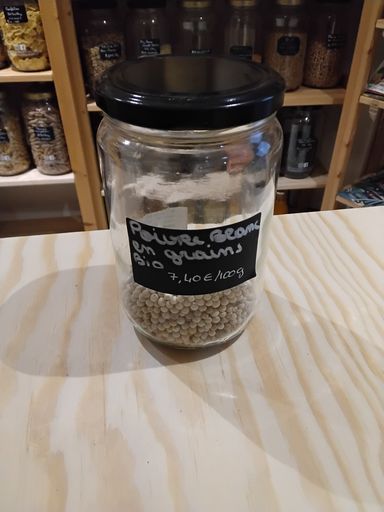 Poivre Blanc
en grains
Bio
7,40€/100g